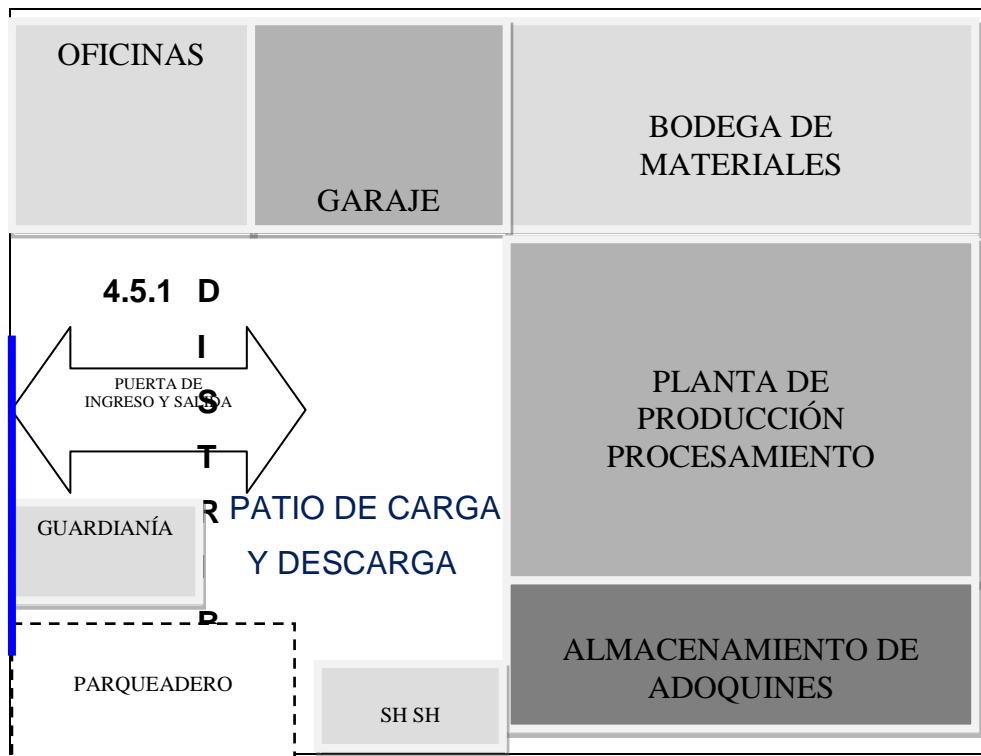 OFICINAS
GARAJE
BODEGA DE
MATERIALES
4.5.1 D
I
S
T
R
PUERTA DE
INGRESO Y SALIDA
PLANTA DE
PRODUCCIÓN
PROCESAMIENTO
GUARDIANÍA
PATIO DE CARGA
Y DESCARGA
PARQUEADERO
SH SH
ALMACENAMIENTO DE
ADOQUINES